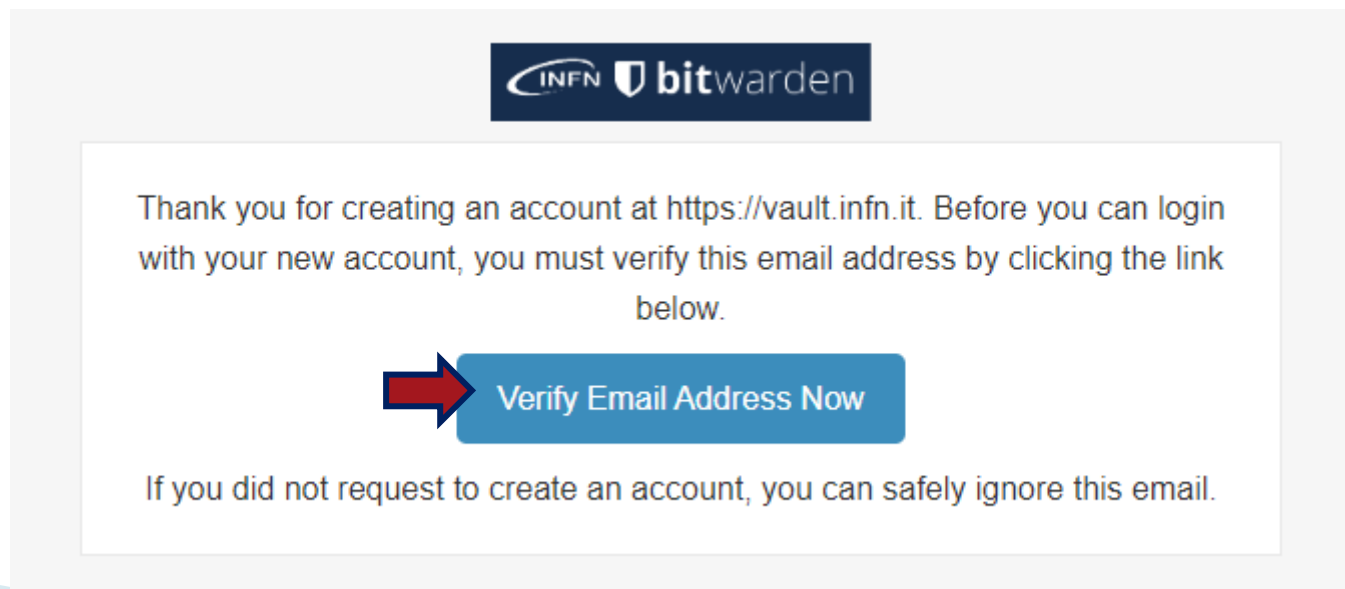 INFN bitwarden
Thank you for creating an account at https://vault.infn.it. Before you can login
with your new account, you must verify this email address by clicking the link
below.
Verify Email Address Now
If you did not request to create an account, you can safely ignore this email.